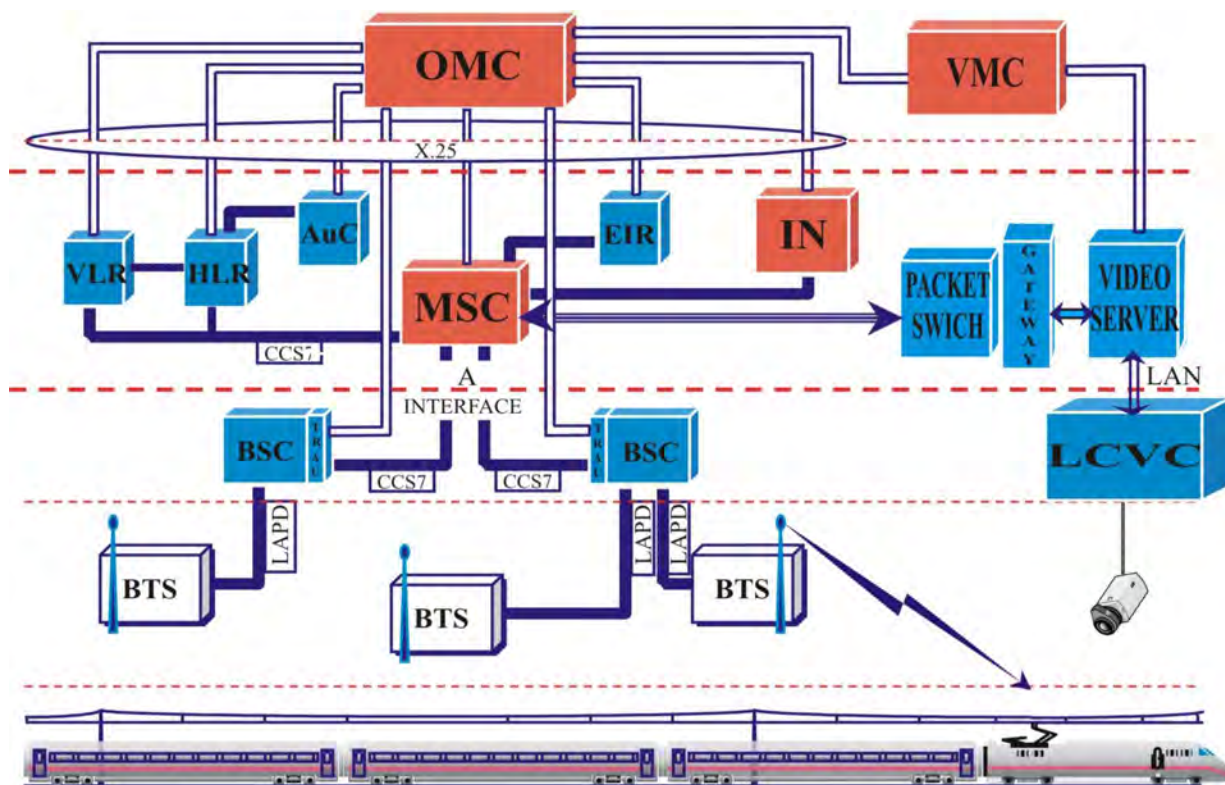 OMC
VMC
X.25
AuC
EIR
IN
VLR
HLR
MSC
PACKET
SWICH
GATEWAY
VIDEO
SERVER
CCS7
A
INTERFACE
LAN
BSC
TRAU
TRAU
BSC
LCVC
CCS7
CCS7
LAPD
LAPD
LAPD
BTS
BTS
BTS